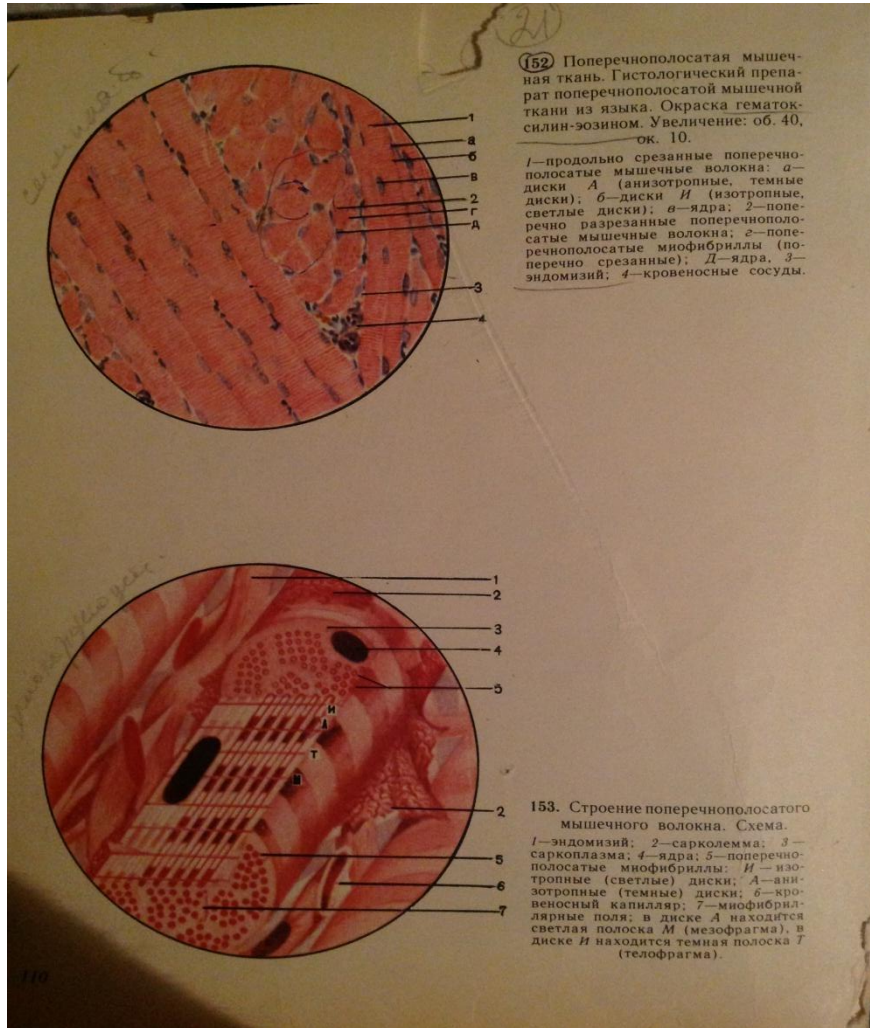 21
152 Поперечнополосатая мышеч-
ная ткань. Гистологический препа-
рат поперечнополосатой мышечной
ткани из языка. Окраска гематок-
силин-эозином. Увеличение: об. 40,
ок. 10.
1—продольно срезанные поперечно-
полосатые мышечные волокна: а—
диски А (анизотропные, темные
диски); б—диски И (изотропные,
светлые диски); в—ядра; 2—попе-
речно разрезанные поперечнополо-
сатые мышечные волокна; г—попе-
речнополосатые миофибриллы (по-
перечно срезанные); Д—ядра, 3—
эндомизий; 4—кровеносные сосуды.
1
а
б
в
2
г
д
3
4
1
2
3
4
5
И
А
Т
М
2
5
6
7
153. Строение поперечнополосатого
мышечного волокна. Схема.
1—эндомизий; 2—сарколемма; 3—
саркоплазма; 4—ядра; 5—поперечно-
полосатые миофибриллы: И—изо-
тропные (светлые) диски; А—ани-
зотропные (темные) диски; 6—кро-
веносный капилляр; 7—миофибрил-
лярные поля; в диске А находится
светлая полоска М (мезофрагма), в
диске И находится темная полоска Т
(телофрагма).
110